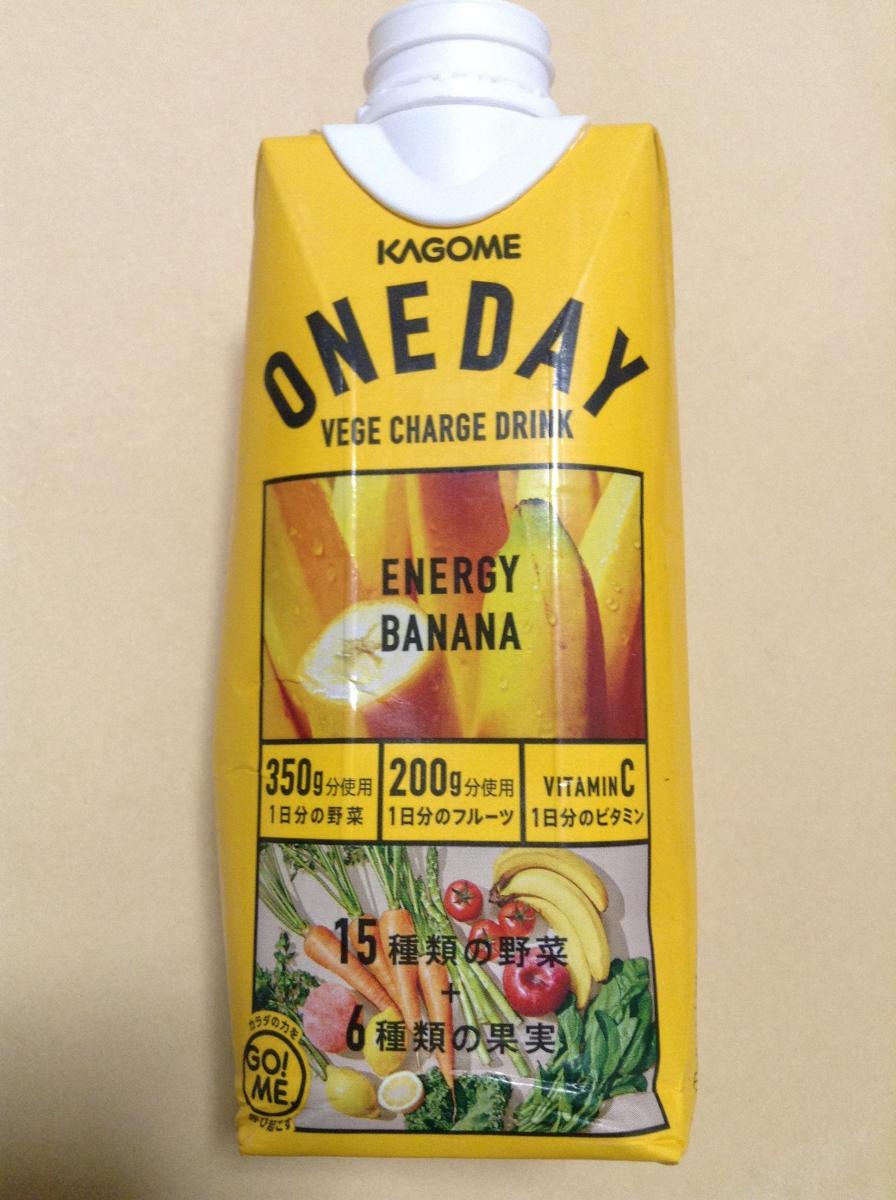 KAGOME
ONEDAY
VEGE CHARGE DRINK
ENERGY
BANANA
350g分使用
1日分の野菜
200g分使用
1日分のフルーツ
VITAMINC
1日分のビタミン
15種類の野菜
+
6種類の果実
カラダの力を
GO!
ME.
呼び起こす